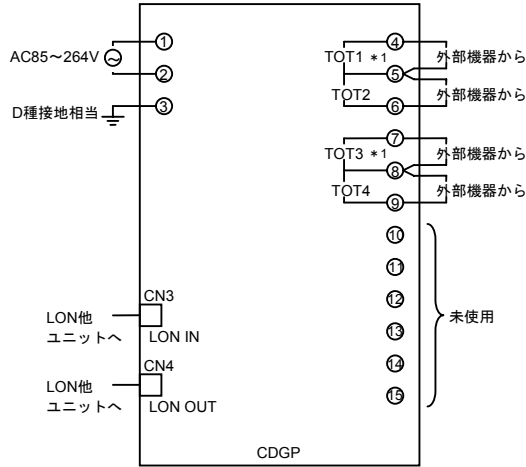 AC85～264V
①
②
③
D種接地相当
④
TOT1 *1
外部機器から
⑤
TOT2
外部機器から
⑥
⑦
TOT3 *1
外部機器から
⑧
TOT4
外部機器から
⑨
⑩
⑪
⑫
⑬
⑭
⑮
未使用
CN3
LON他
ユニットへ
LON IN
CN4
LON他
ユニットへ
LON OUT
CDGP